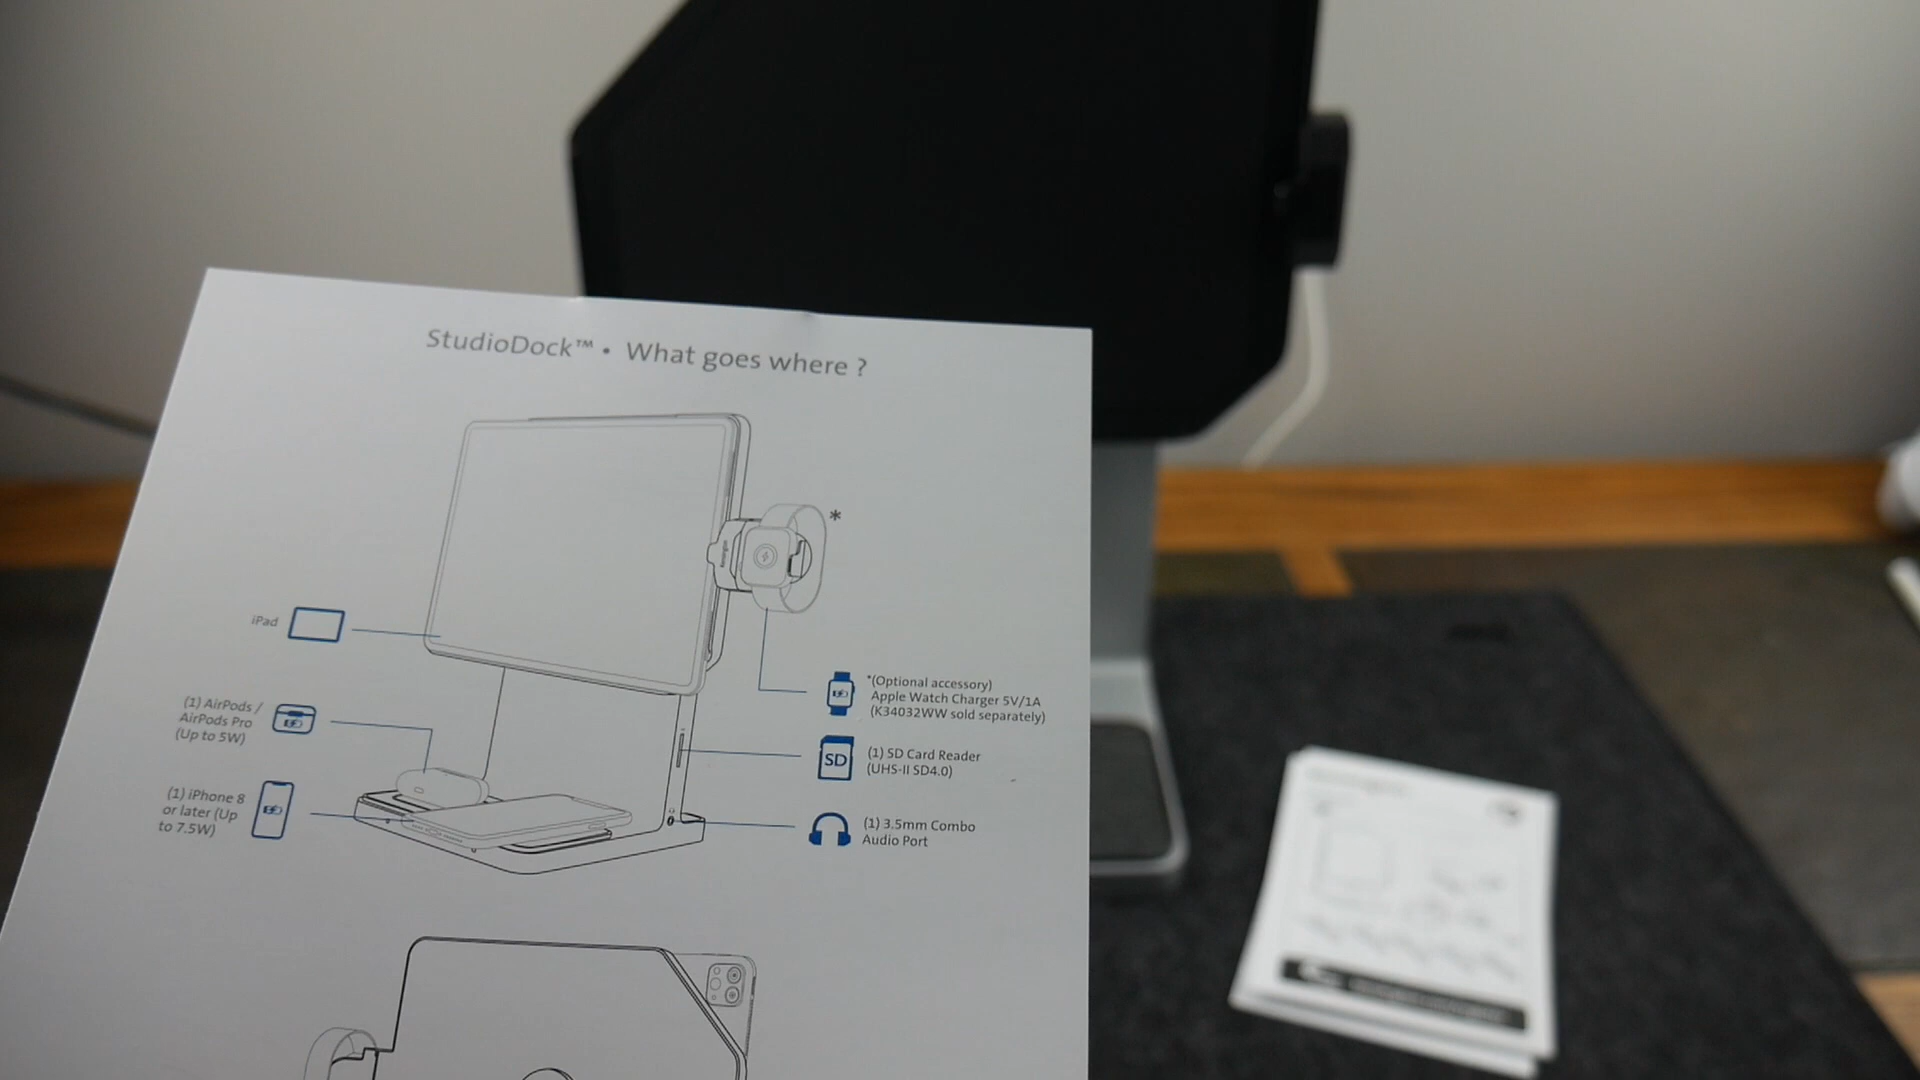 StudioDock™ • What goes where ?
*
iPad
(1) AirPods /
AirPods Pro
(Up to 5W)
(1) iPhone 8
or later (Up
to 7.5W)
*(Optional accessory)
Apple Watch Charger 5V/1A
(K34032WW sold separately)
SD
(1) SD Card Reader
(UHS-II SD4.0)
(1) 3.5mm Combo
Audio Port